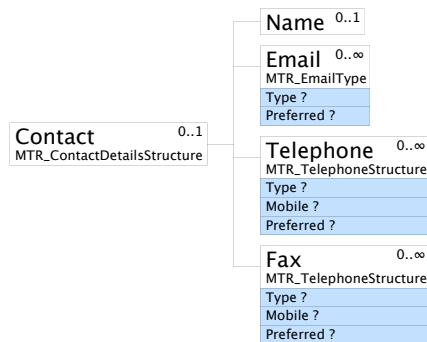 Name 0..1
Email 0..∞
MTR_EmailType
Type ?
Preferred ?
Contact 0..1
MTR_ContactDetailsStructure
Telephone 0..∞
MTR_TelephoneStructure
Type ?
Mobile ?
Preferred ?
Fax 0..∞
MTR_TelephoneStructure
Type ?
Mobile ?
Preferred ?